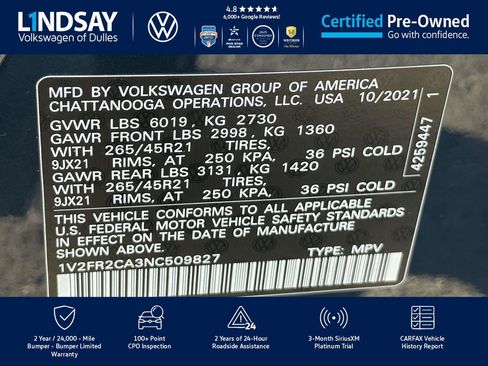 L1NDSAY
Volkswagen of Dulles
4.8 ★★★★★
6,000+ Google Reviews!
Certified Pre-Owned
Go with confidence.
MFD BY VOLKSWAGEN GROUP OF AMERICA
CHATTANOOGA OPERATIONS, LLC. USA 10/2021
GVWR LBS 6019, KG 2730
GAWR FRONT LBS 2998, KG 1360
WITH 265/45R21 TIRES,
9JX21 RIMS, AT 250 KPA, 36 PSI COLD
GAWR REAR LBS 3131, KG 1420
WITH 265/45R21 TIRES,
9JX21 RIMS, AT 250 KPA, 36 PSI COLD
THIS VEHICLE CONFORMS TO ALL APPLICABLE
U.S. FEDERAL MOTOR VEHICLE SAFETY STANDARDS
IN EFFECT ON THE DATE OF MANUFACTURE
SHOWN ABOVE.
1V2FR2CA3NC509827 TYPE: MPV
4259447 1
24
2 Year / 24,000 - Mile
Bumper - Bumper Limited
Warranty
100+ Point
CPO Inspection
2 Years of 24-Hour
Roadside Assistance
3-Month SiriusXM
Platinum Trial
CARFAX Vehicle
History Report